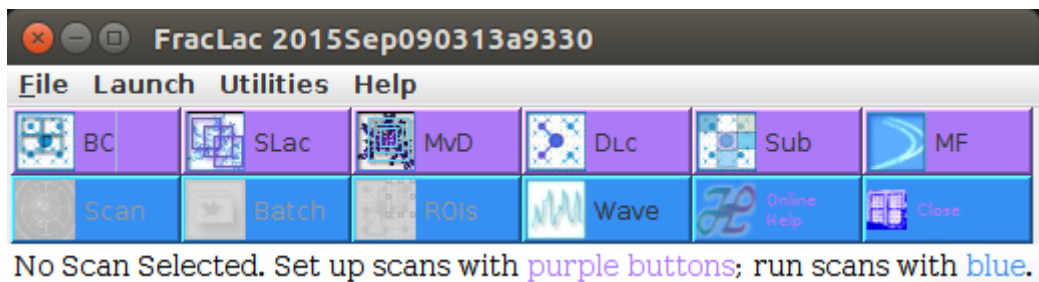 FracLac 2015Sep090313a9330
File Launch Utilities Help
BC SLac MvD DLC Sub MF
Scan Batch ROIs Wave Online Help Close
No Scan Selected. Set up scans with purple buttons; run scans with blue.